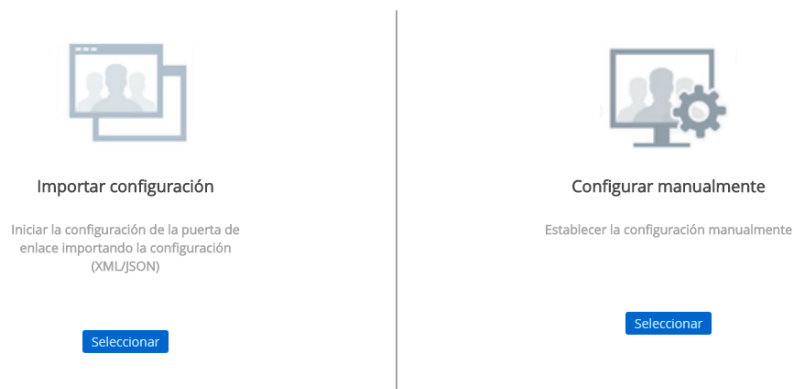 Importar configuración
Iniciar la configuración de la puerta de
enlace importando la configuración
(XML/JSON)
Seleccionar
Configurar manualmente
Establecer la configuración manualmente
Seleccionar